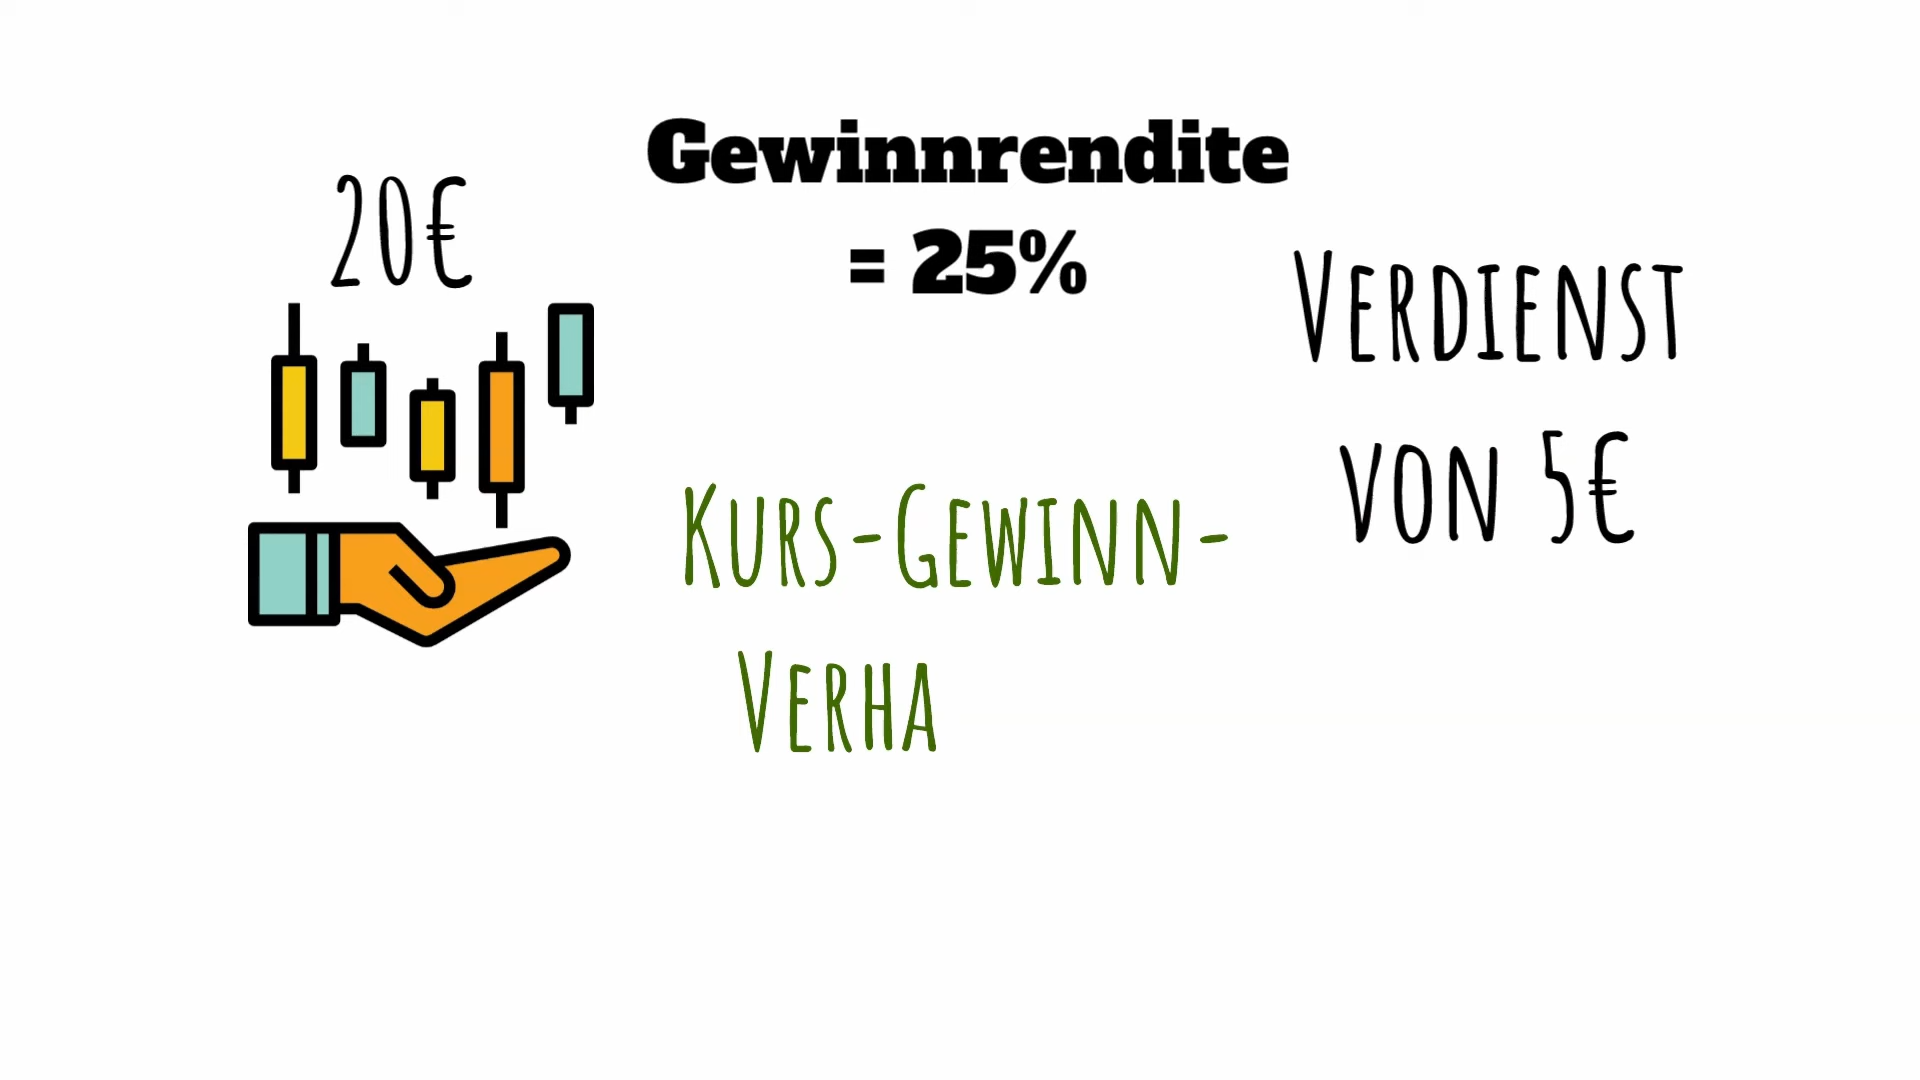 20€
Gewinnrendite
= 25%
Verdienst
von 5€
Kurs-Gewinn-
Verha